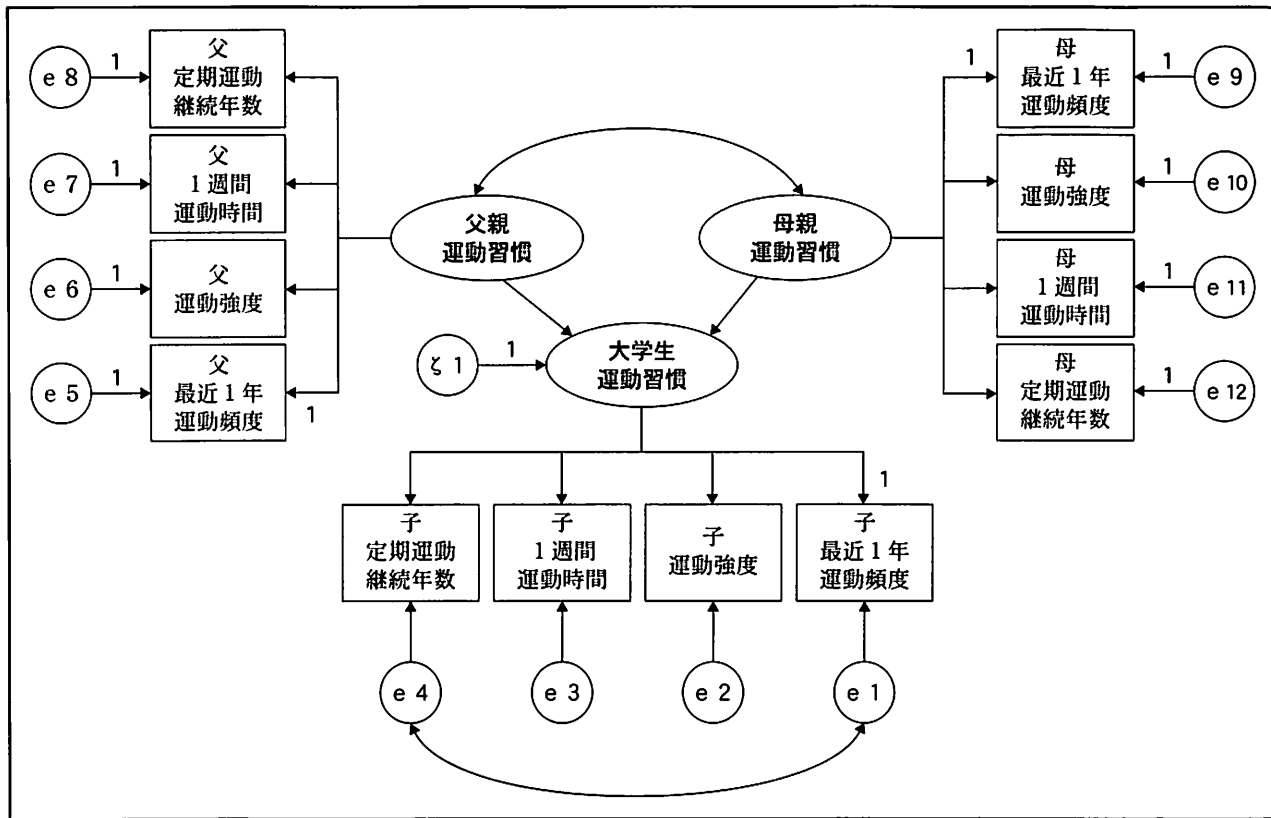 e 8
1
父
定期運動
継続年数
e 7
1
父
1週間
運動時間
e 6
1
父
運動強度
e 5
1
父
最近1年
運動頻度
1
父親
運動習慣
母親
運動習慣
ζ 1
1
大学生
運動習慣
1
母
最近1年
運動頻度
1
e 9
母
運動強度
1
e 10
母
1週間
運動時間
1
e 11
母
定期運動
継続年数
1
e 12
1
子
定期運動
継続年数
子
1週間
運動時間
子
運動強度
子
最近1年
運動頻度
e 4
e 3
e 2
e 1